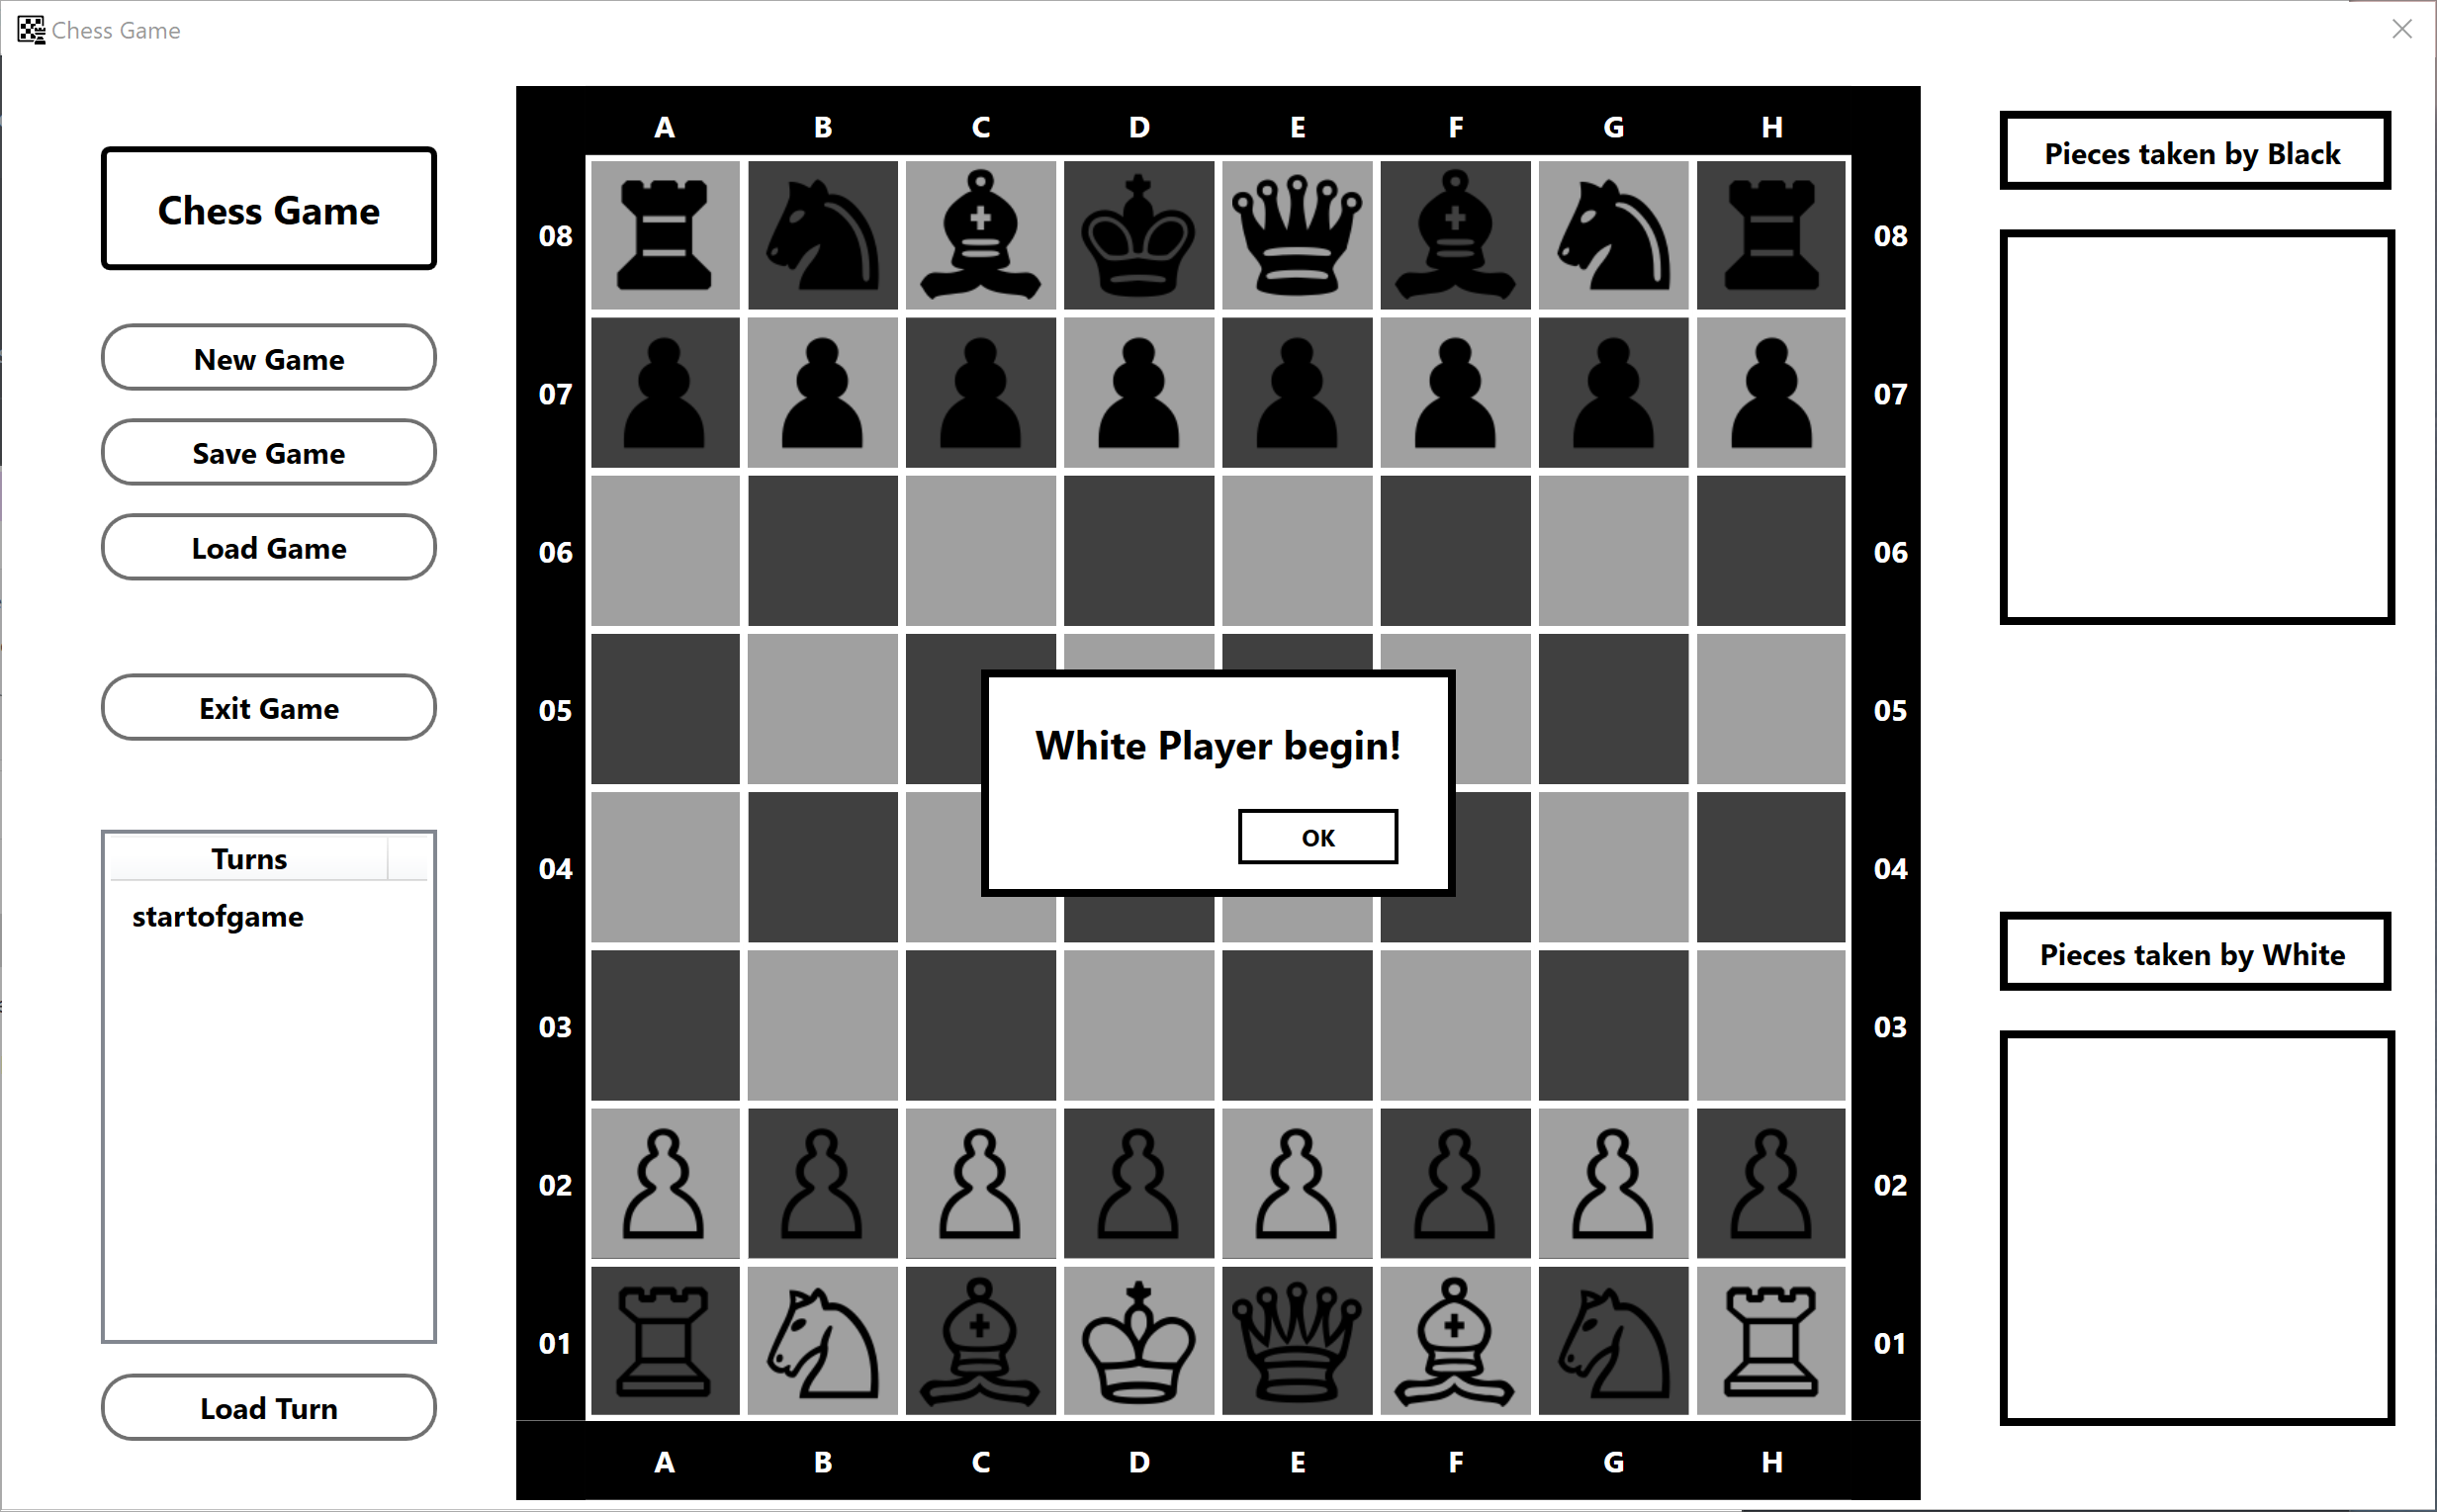 Chess Game
Chess Game
New Game
Save Game
Load Game
Exit Game
Turns
startofgame
Load Turn
A B C D E F G H
08 08
07 07
06 06
05 05
White Player begin!
OK
04 04
03 03
02 02
01 01
A B C D E F G H
Pieces taken by Black
Pieces taken by White